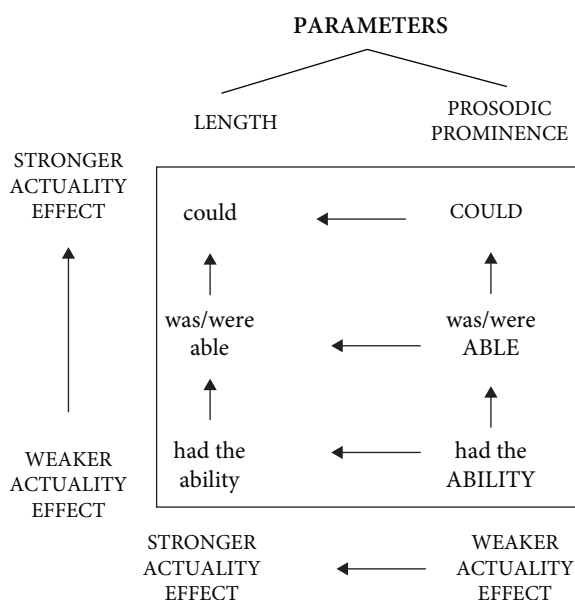 PARAMETERS
LENGTH
PROSODIC
PROMINENCE
STRONGER
ACTUALITY
EFFECT
could
COULD
was/were
able
was/were
ABLE
had the
ability
had the
ABILITY
WEAKER
ACTUALITY
EFFECT
STRONGER
ACTUALITY
EFFECT
WEAKER
ACTUALITY
EFFECT